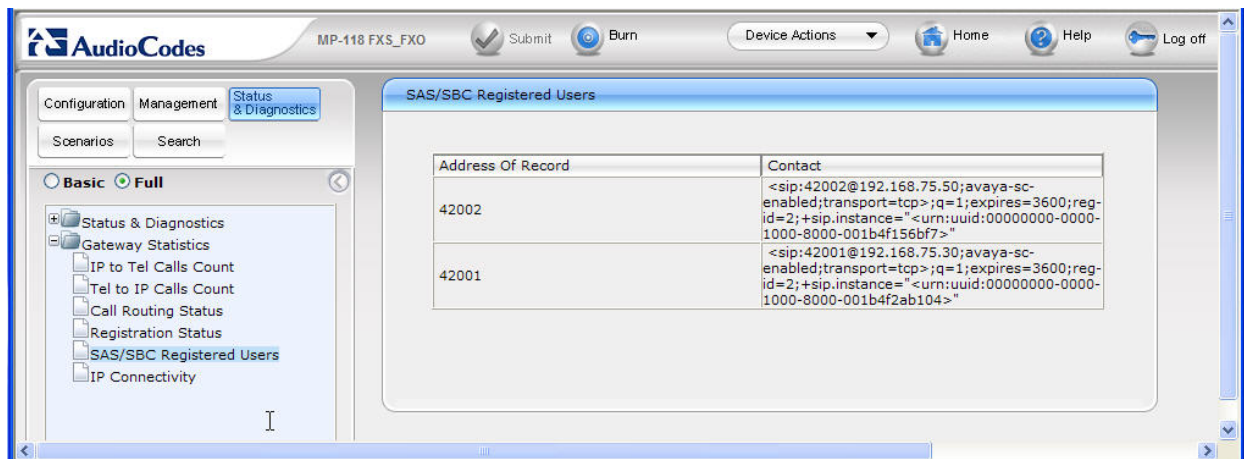 AudioCodes
MP-118 FXS_FXO
Submit
Burn
Device Actions
Home
Help
Log off
Configuration
Management
Status
& Diagnostics
Scenarios
Search
Basic
Full
Status & Diagnostics
Gateway Statistics
IP to Tel Calls Count
Tel to IP Calls Count
Call Routing Status
Registration Status
SAS/SBC Registered Users
IP Connectivity
SAS/SBC Registered Users
Address Of Record
Contact
42002
<sip:42002@192.168.75.50;avaya-sc-
enabled;transport=tcp>;q=1;expires=3600;reg-
id=2;+sip.instance="<urn:uuid:00000000-0000-
1000-8000-001b4f156bf7>"
42001
<sip:42001@192.168.75.30;avaya-sc-
enabled;transport=tcp>;q=1;expires=3600;reg-
id=2;+sip.instance="<urn:uuid:00000000-0000-
1000-8000-001b4f2ab104>"